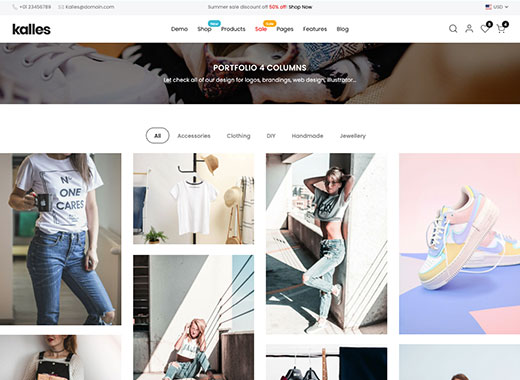 +01 23456789 kalles@domain.com Summer sale discount off 50% off! Shop Now USD
kalles Demo Shop New Products Sale Sale Pages Features Blog 0 4
PORTFOLIO 4 COLUMNS
Let check all of our design for logos, brandings, web design, illustrator...
All Accessories Clothing DIY Handmade Jewellery
NO
ONE
CARES